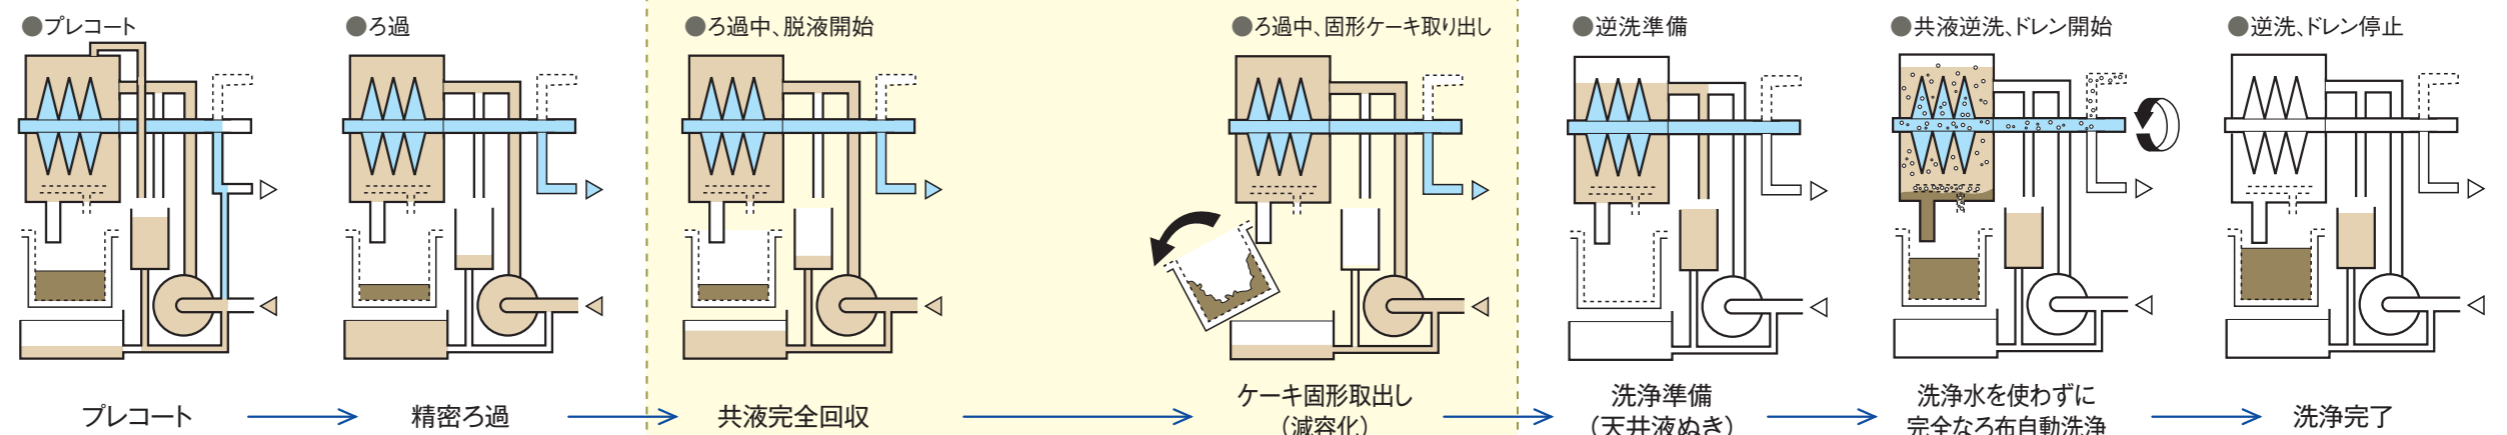 ●プレコート
●ろ過
●ろ過中、脱液開始
●ろ過中、固形ケーキ取り出し
●逆洗準備
●共液逆洗、ドレン開始
●逆洗、ドレン停止
プレコート
精密ろ過
共液完全回収
ケーキ固形取出し
（減容化）
洗浄準備
（天井液ぬき）
洗浄水を使わずに
完全なろ布自動洗浄
洗浄完了